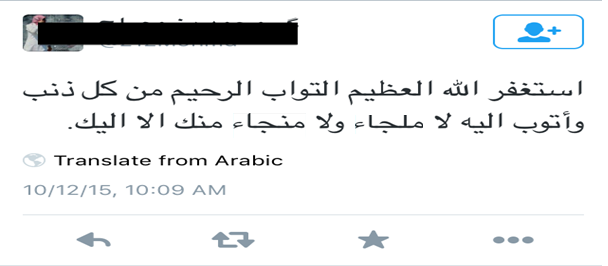 استغفر الله العظيم التواب الرحيم من كل ذنب
وأتوب اليه لا ملجاء ولا منجاء منك الا اليك.
Translate from Arabic
10/12/15, 10:09 AM